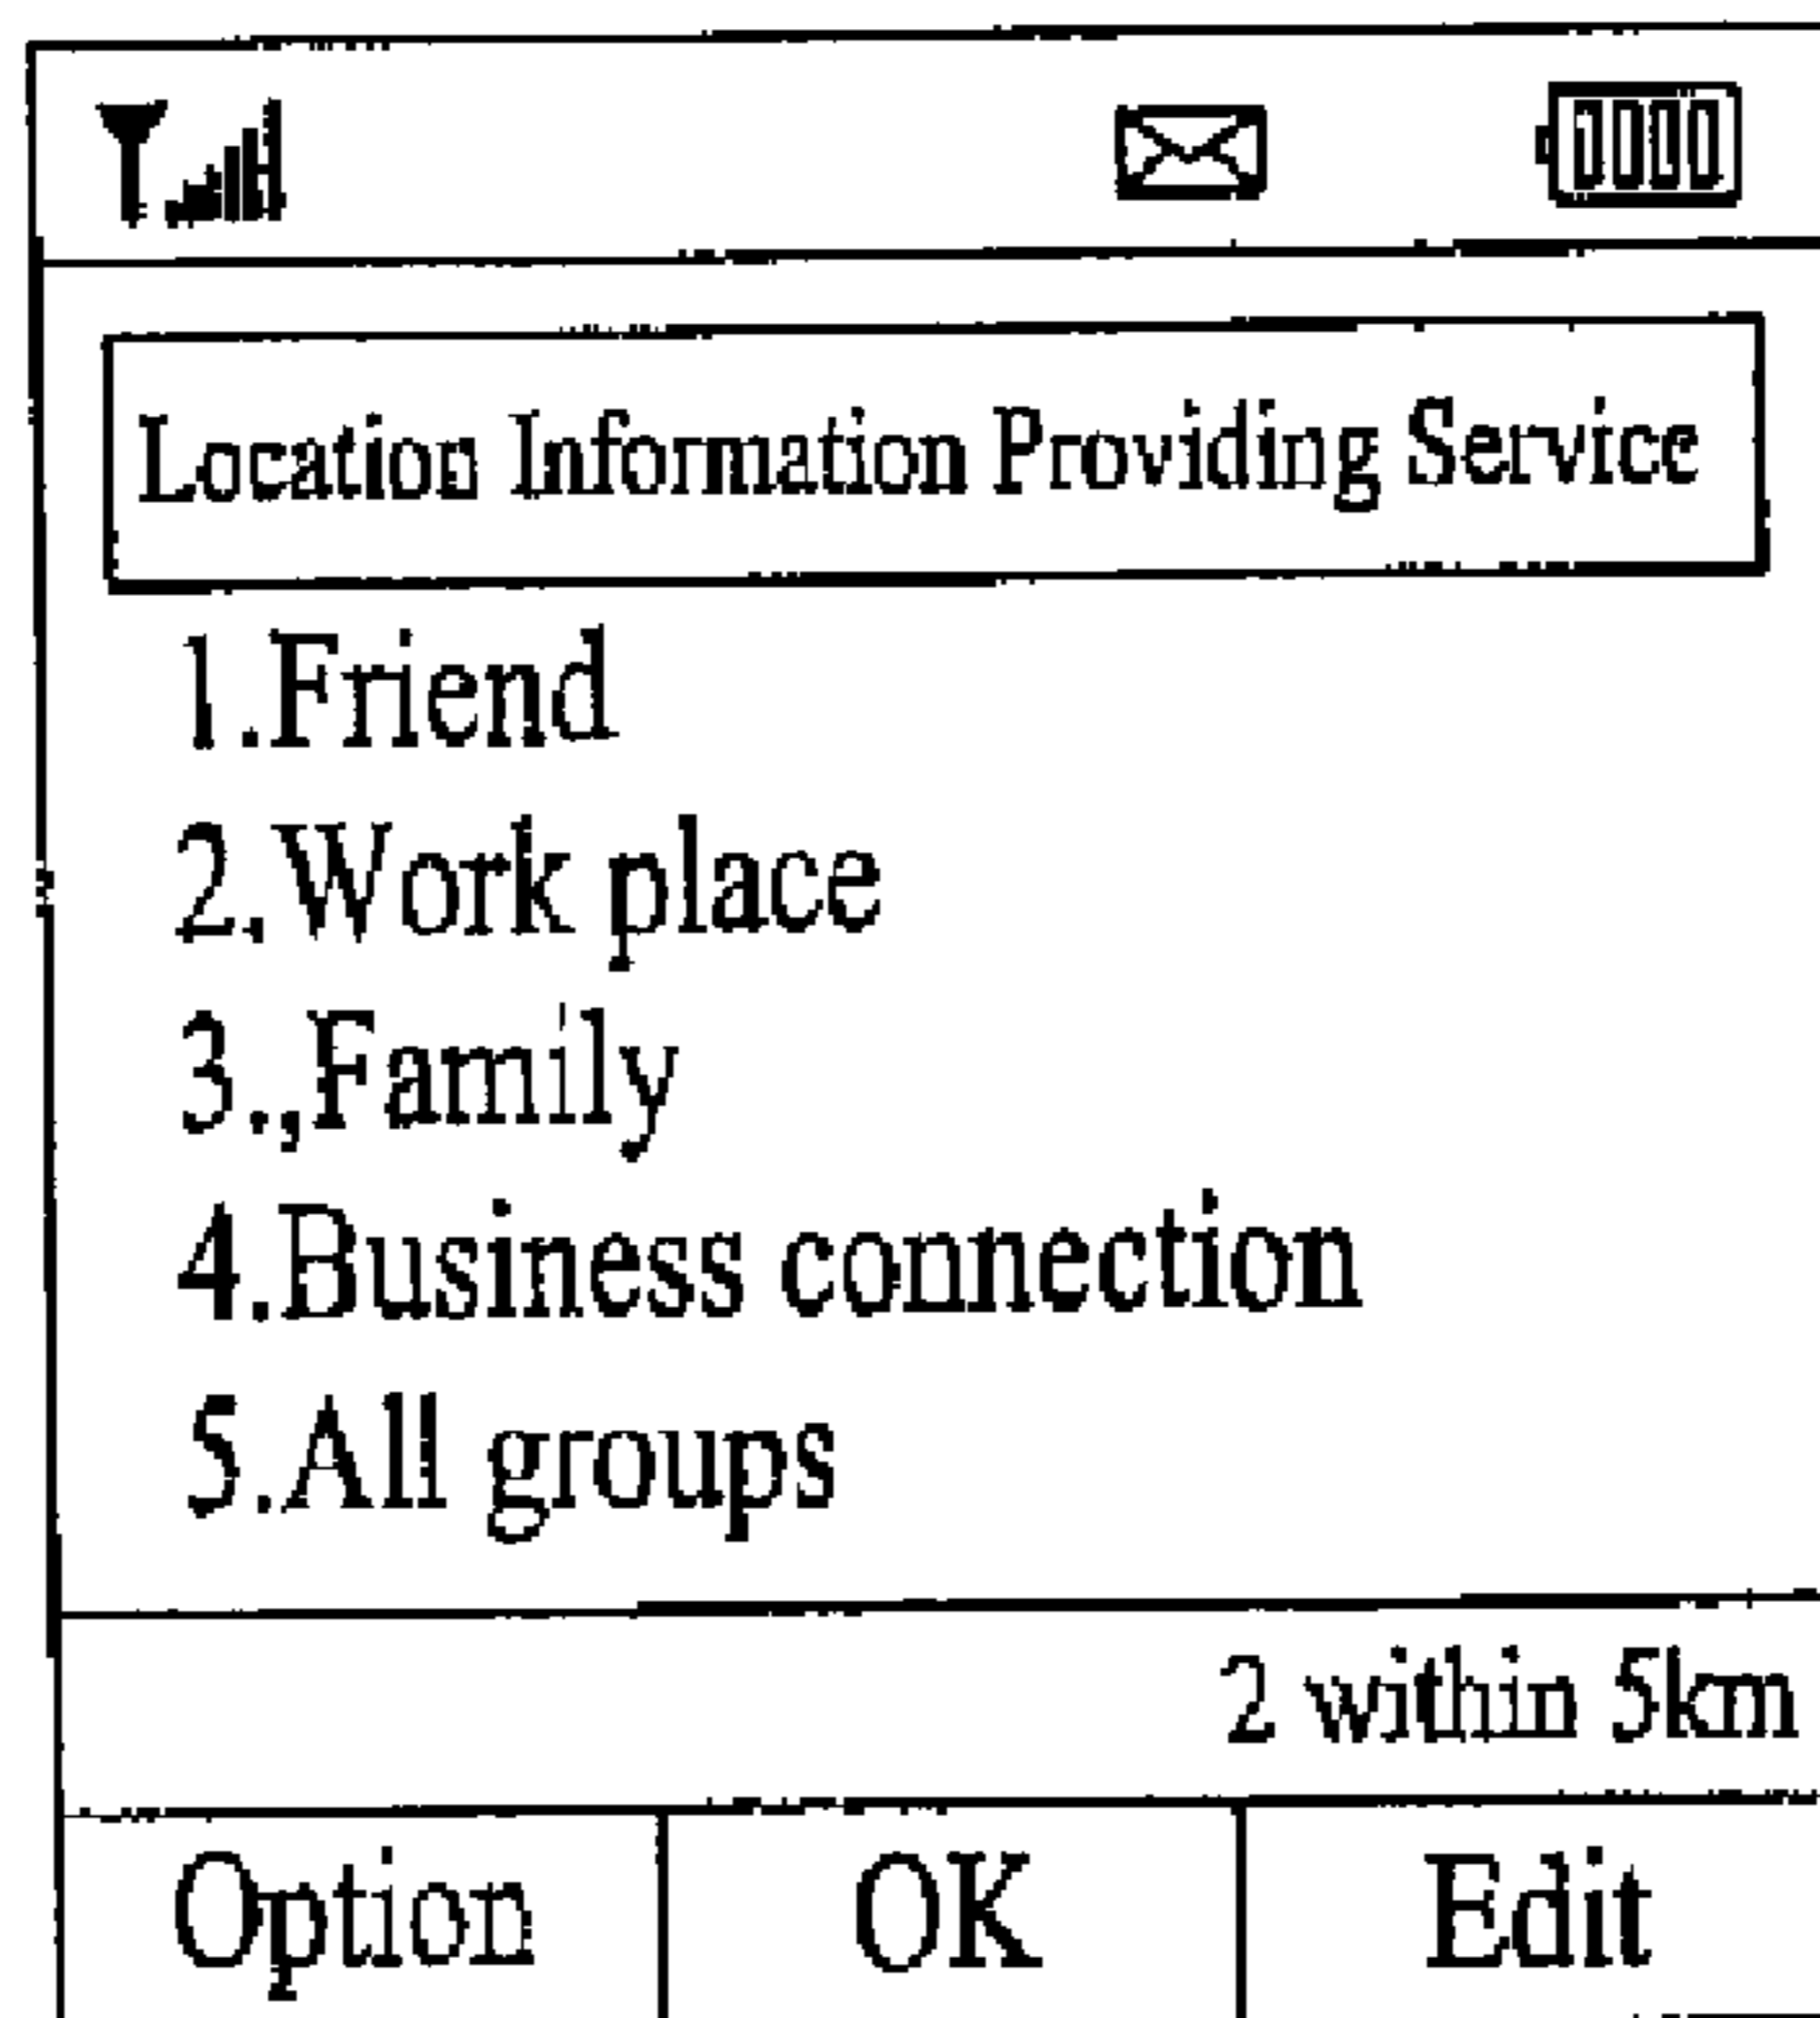 Location Information Providing Service
1.Friend
2.Work place
3.,Family
4.Business connection
5.All groups
2 within 5km
Option OK Edit